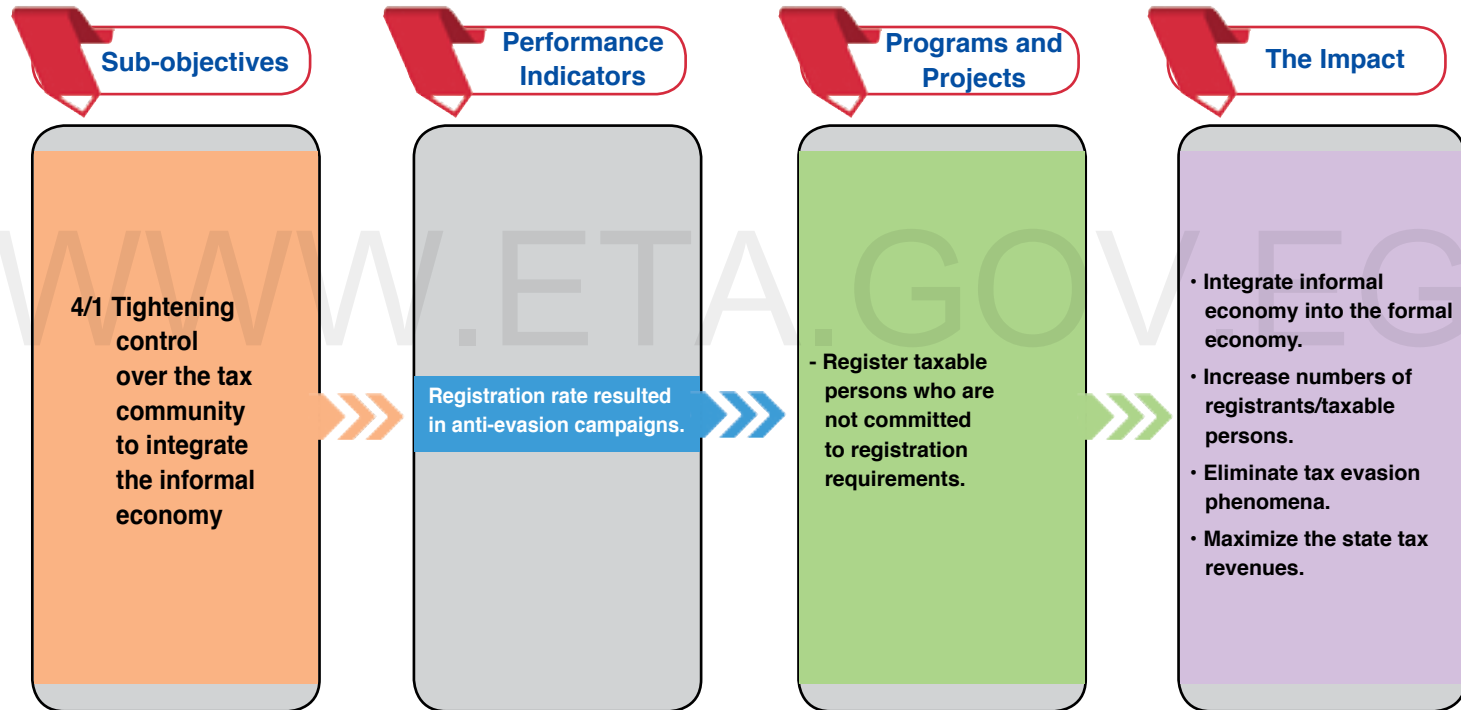 Sub-objectives
Performance
Indicators
Programs and
Projects
The Impact
4/1 Tightening
control
over the tax
community
to integrate
the informal
economy
Registration rate resulted
in anti-evasion campaigns.
- Register taxable
persons who are
not committed
to registration
requirements.
• Integrate informal
economy into the formal
economy.
• Increase numbers of
registrants/taxable
persons.
• Eliminate tax evasion
phenomena.
• Maximize the state tax
revenues.
WWW.ETA.GOV.EG